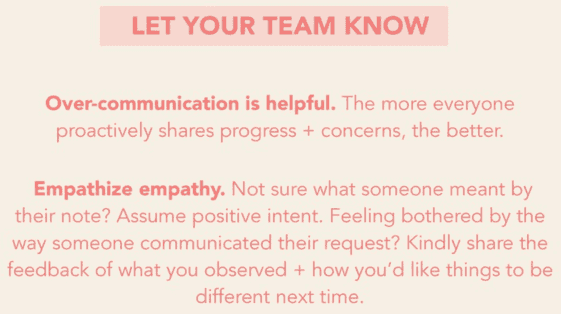 LET YOUR TEAM KNOW
Over-communication is helpful. The more everyone
proactively shares progress + concerns, the better.
Empathize empathy. Not sure what someone meant by
their note? Assume positive intent. Feeling bothered by the
way someone communicated their request? Kindly share the
feedback of what you observed + how you'd like things to be
different next time.